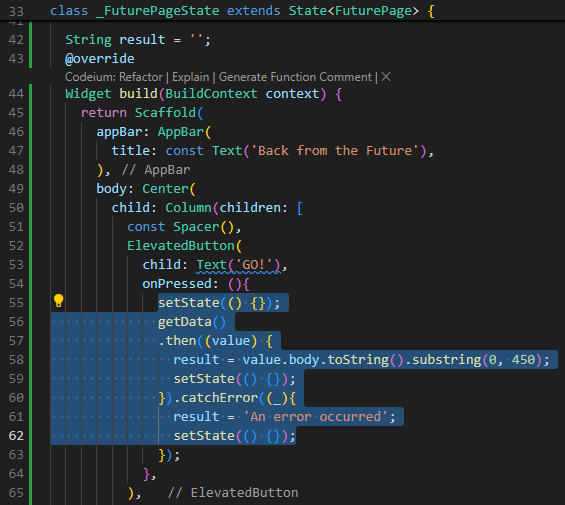 33 class _FuturePageState extends State<FuturePage> {
41
42 String result = '';
43 @override
Codeium: Refactor | Explain | Generate Function Comment | ✕
44 Widget build(BuildContext context) {
45 return Scaffold(
46 appBar: AppBar(
47 title: const Text('Back from the Future'),
48 ), // AppBar
49 body: Center(
50 child: Column(children: [
51 const Spacer(),
52 ElevatedButton(
53 child: Text('GO!'),
54 onPressed: (){
55 setState(() {});
56 getData()
57 .then((value) {
58 result = value.body.toString().substring(0, 450);
59 setState(() {});
60 }).catchError((_){
61 result = 'An error occurred';
62 setState(() {});
63 });
64 },
65 ), // ElevatedButton